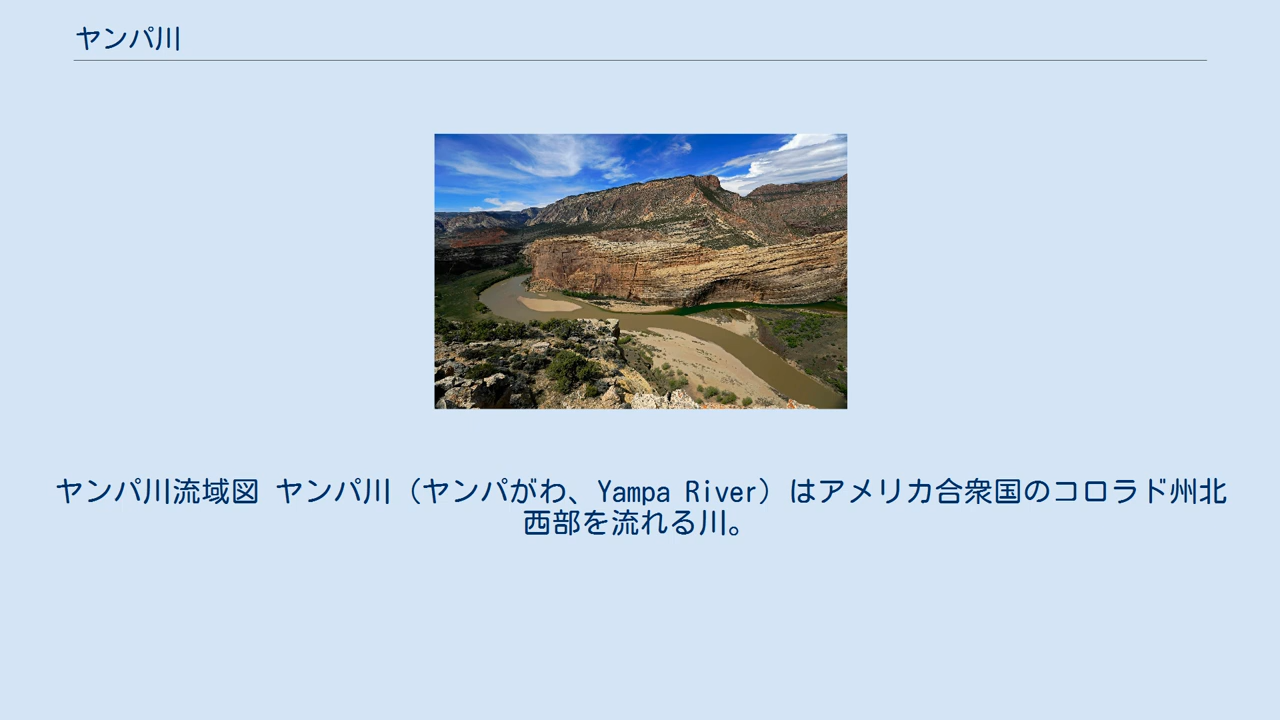 ヤンパ川
ヤンパ川流域図 ヤンパ川（ヤンパがわ、Yampa River）はアメリカ合衆国のコロラド州北
西部を流れる川。